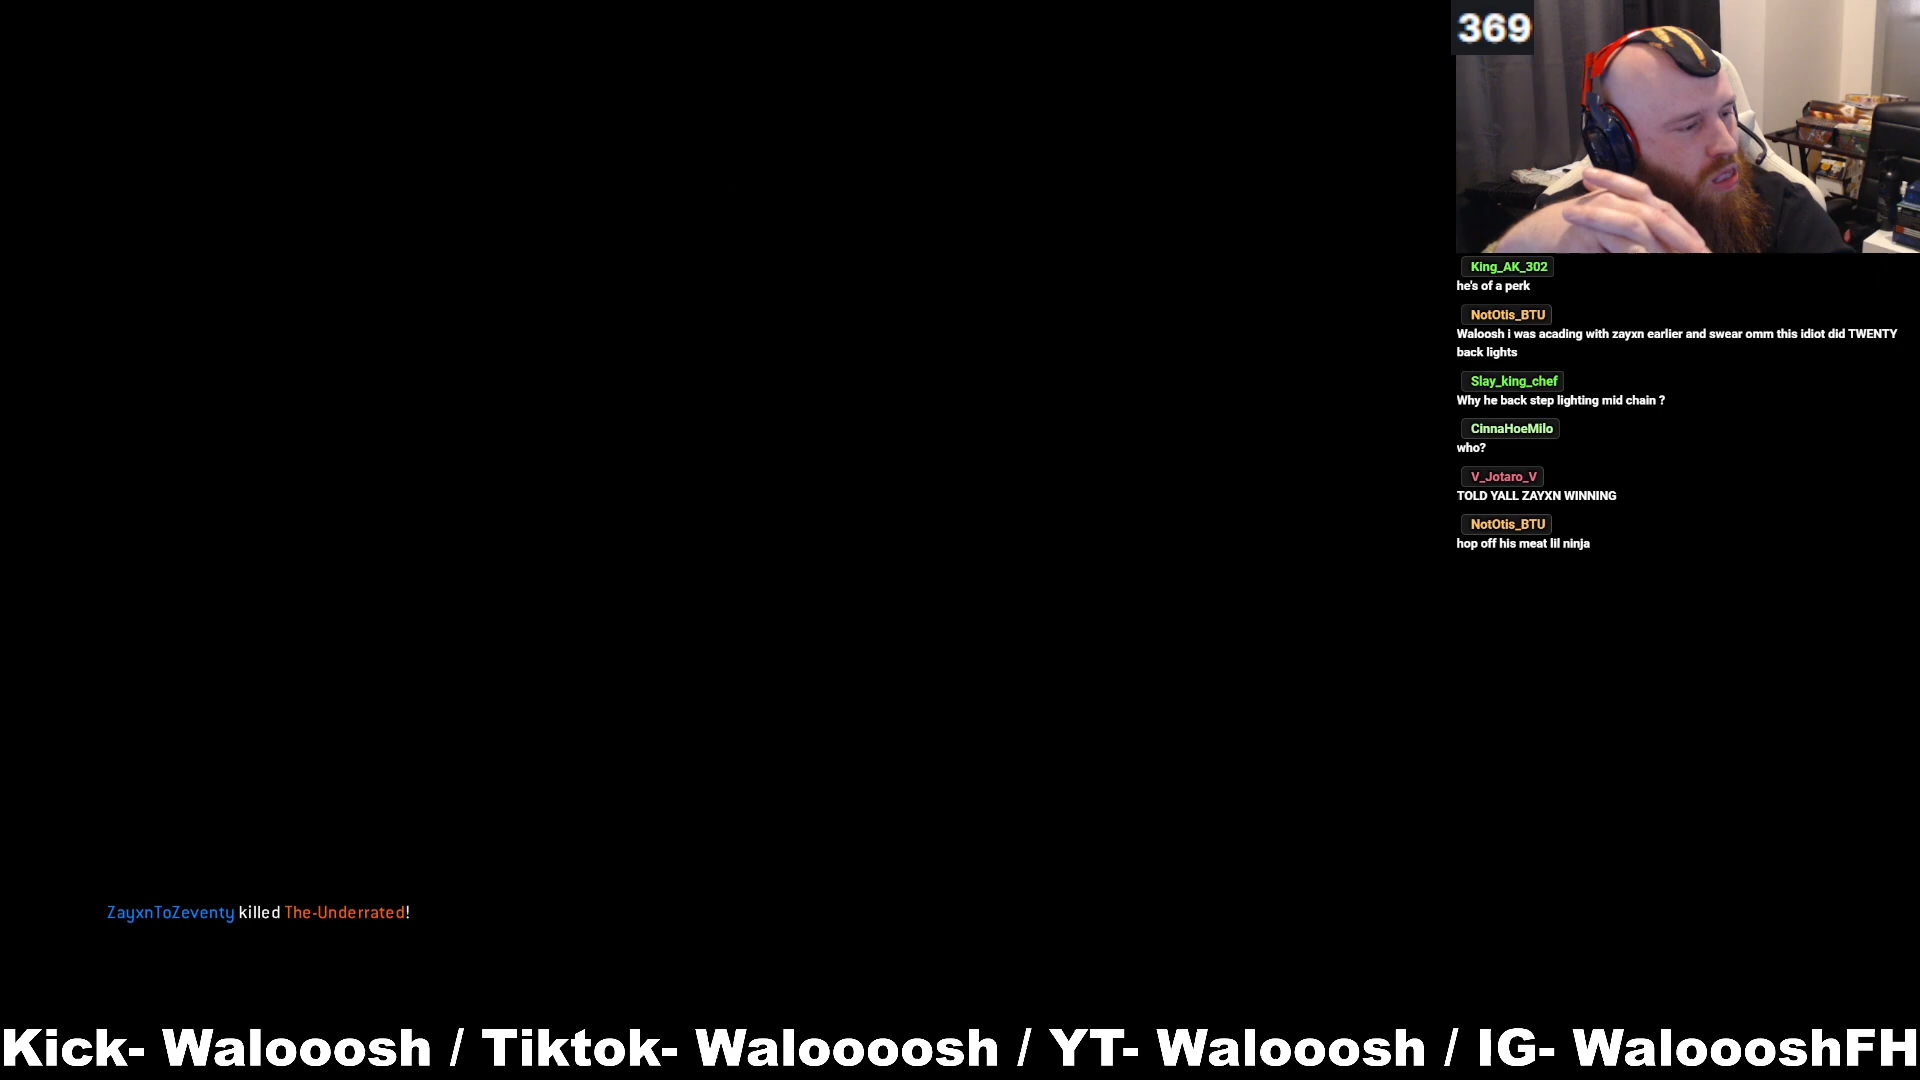 369
King_AK_302
he's of a perk
NotOtis_BTU
Waloosh i was acading with zayxn earlier and swear omm this idiot did TWENTY
back lights
Slay_king_chef
Why he back step lighting mid chain ?
CinnaHoeMilo
who?
V_Jotaro_V
TOLD YALL ZAYXN WINNING
NotOtis_BTU
hop off his meat lil ninja
ZayxnToZeventy killed The-Underrated!
Kick- Walooosh / Tiktok- Waloooosh / YT- Walooosh / IG- WaloooshFH